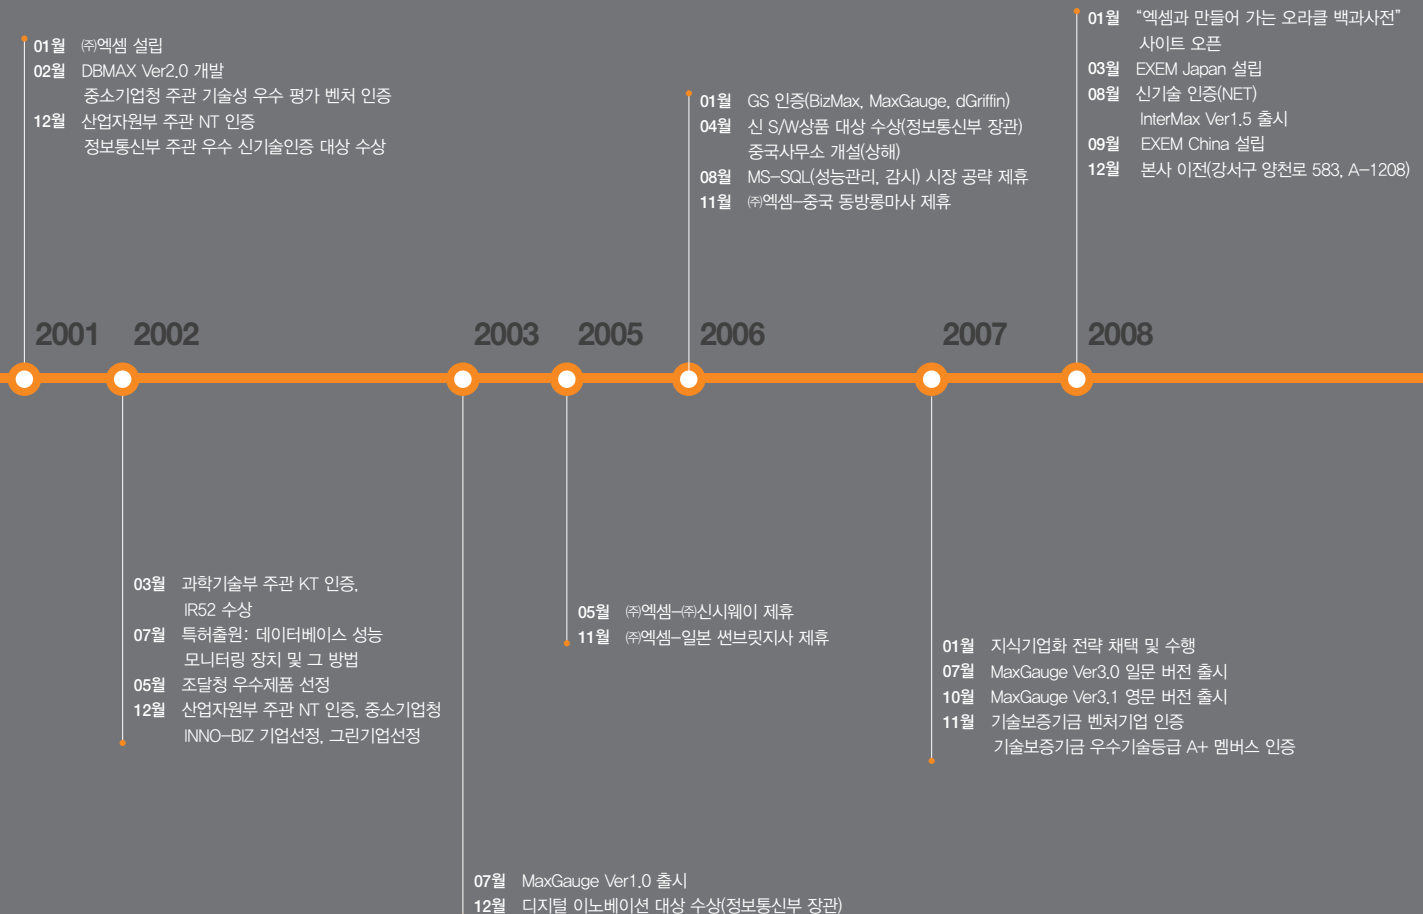 2001
01월 ㈜엑셈 설립
02월 DBMAX Ver2.0 개발
중소기업청 주관 기술성 우수 평가 벤처 인증
12월 산업자원부 주관 NT 인증
정보통신부 주관 우수 신기술인증 대상 수상
2002
03월 과학기술부 주관 KT 인증,
IR52 수상
07월 특허출원: 데이터베이스 성능
모니터링 장치 및 그 방법
05월 조달청 우수제품 선정
12월 산업자원부 주관 NT 인증, 중소기업청
INNO-BIZ 기업선정, 그린기업선정
2003
07월 MaxGauge Ver1.0 출시
12월 디지털 이노베이션 대상 수상(정보통신부 장관)
2005
05월 ㈜엑셈-㈜신시웨이 제휴
11월 ㈜엑셈-일본 썬브릿지사 제휴
2006
01월 GS 인증(BizMax, MaxGauge, dGriffin)
04월 신 S/W상품 대상 수상(정보통신부 장관)
중국사무소 개설(상해)
08월 MS-SQL(성능관리, 감시) 시장 공략 제휴
11월 ㈜엑셈-중국 동방룡마사 제휴
2007
01월 지식기업화 전략 채택 및 수행
07월 MaxGauge Ver3.0 일문 버전 출시
10월 MaxGauge Ver3.1 영문 버전 출시
11월 기술보증기금 벤처기업 인증
기술보증기금 우수기술등급 A+ 멤버스 인증
2008
01월 “엑셈과 만들어 가는 오라클 백과사전”
사이트 오픈
03월 EXEM Japan 설립
08월 신기술 인증(NET)
InterMax Ver1.5 출시
09월 EXEM China 설립
12월 본사 이전(강서구 양천로 583, A-1208)